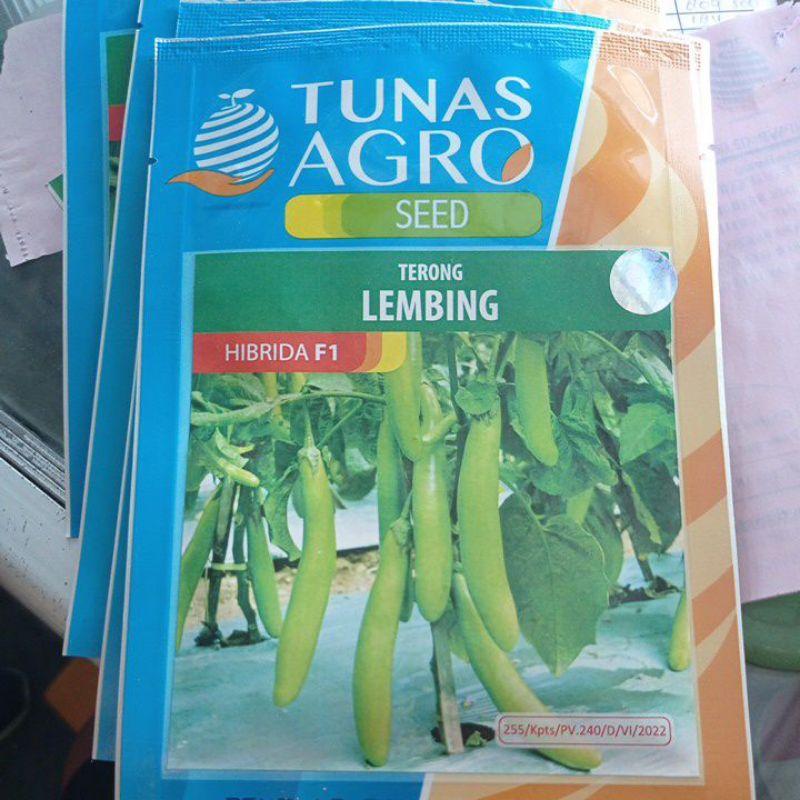 TUNAS
AGRO
SEED
TERONG
LEMBING
HIBRIDA F1
255/Kpts/PV.240/D/VI/2022